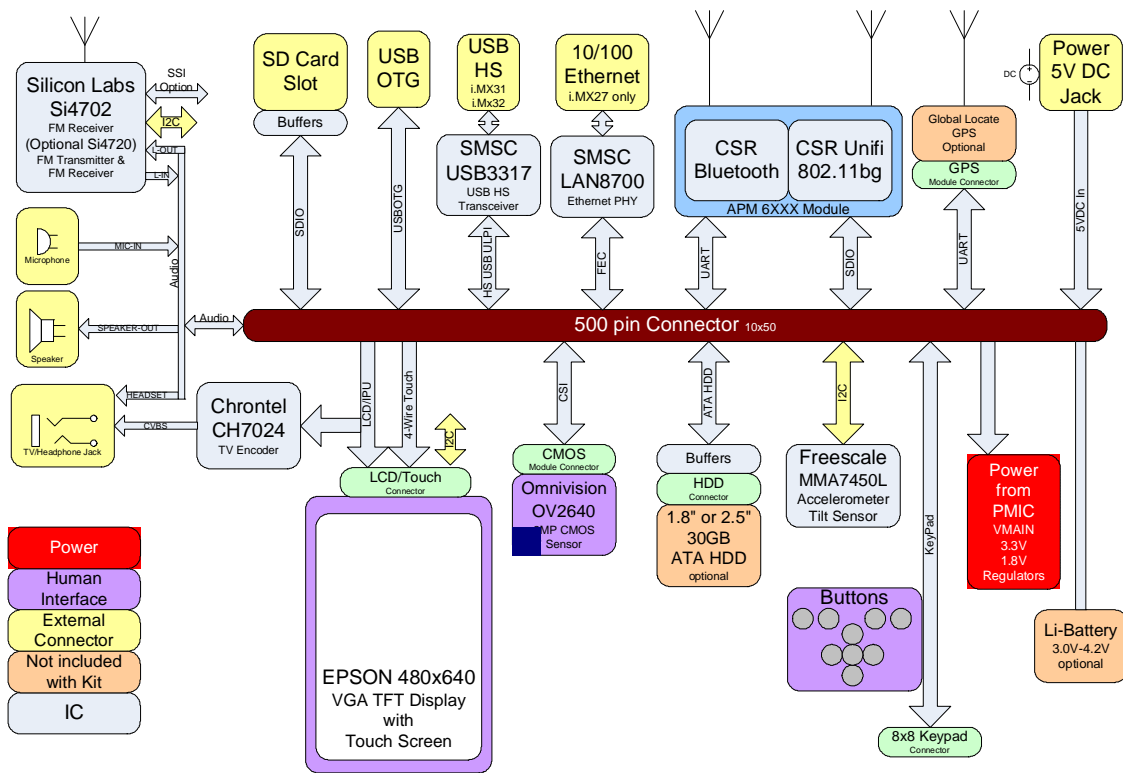 Silicon Labs
Si4702
FM Receiver
(Optional Si4720)
FM Transmitter &
FM Receiver
SSI
Option
I2C
L-OUT
L-IN
SD Card
Slot
Buffers
SDIO
USB
OTG
USBOTG
USB
HS
i.MX31
i.Mx32
SMSC
USB3317
USB HS
Transceiver
HS USB ULPI
10/100
Ethernet
i.MX27 only
SMSC
LAN8700
Ethernet PHY
FEC
CSR
Bluetooth
CSR Unifi
802.11bg
APM 6XXX Module
UART
SDIO
Global Locate
GPS
Optional
GPS
Module Connector
UART
DC
Power
5V DC
Jack
5VDC In
Microphone
MIC-IN
Audio
Speaker
SPEAKER-OUT
Audio
500 pin Connector 10x50
HEADSET
TV/Headphone Jack
CVBS
Chrontel
CH7024
TV Encoder
LCD/IPU
4-Wire Touch
I2C
LCD/Touch
Connector
EPSON 480x640
VGA TFT Display
with
Touch Screen
CSI
CMOS
Module Connector
Omnivision
OV2640
MP CMOS
Sensor
ATA HDD
Buffers
HDD
Connector
1.8" or 2.5"
30GB
ATA HDD
optional
I2C
Freescale
MMA7450L
Accelerometer
Tilt Sensor
KeyPad
Buttons
8x8 Keypad
Connector
Power
from
PMIC
VMAIN
3.3V
1.8V
Regulators
Li-Battery
3.0V-4.2V
optional
Power
Human
Interface
External
Connector
Not included
with Kit
IC